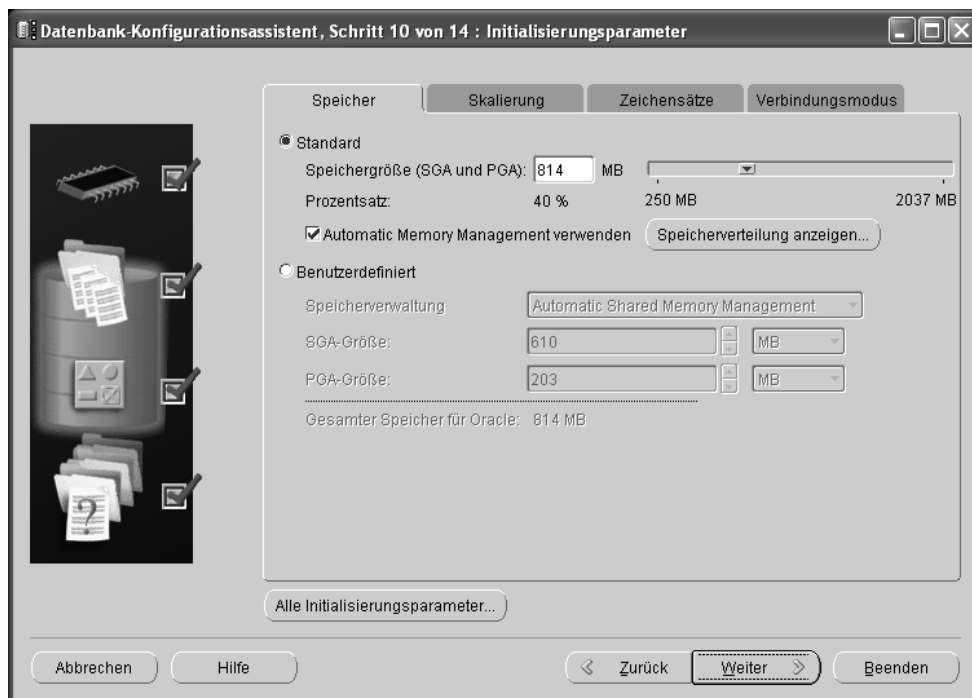 Datenbank-Konfigurationsassistent, Schritt 10 von 14 : Initialisierungsparameter
Speicher Skalierung Zeichensätze Verbindungsmodus
Standard
Speichergröße (SGA und PGA): 814 MB
Prozentsatz: 40 % 250 MB 2037 MB
Automatic Memory Management verwenden Speicherverteilung anzeigen...
Benutzerdefiniert
Speicherverwaltung Automatic Shared Memory Management
SGA-Größe: 610 MB
PGA-Größe: 203 MB
Gesamter Speicher für Oracle: 814 MB
?
Alle Initialisierungsparameter...
Abbrechen Hilfe Zurück Weiter Beenden